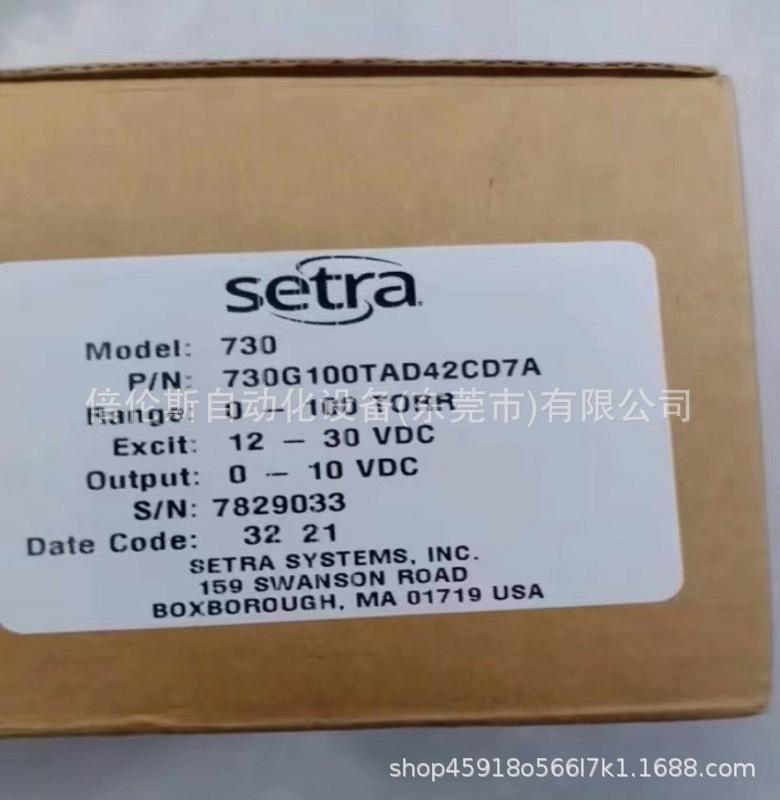 setra
Model: 730
P/N: 730G100TAD42CD7A
倍伦斯自动化设备(东莞市)有限公司
Range: 0 – 100 TORR
Excit: 12 – 30 VDC
Output: 0 – 10 VDC
S/N: 7829033
Date Code: 32 21
SETRA SYSTEMS, INC.
159 SWANSON ROAD
BOXBOROUGH, MA 01719 USA
shop45918o566l7k1.1688.com